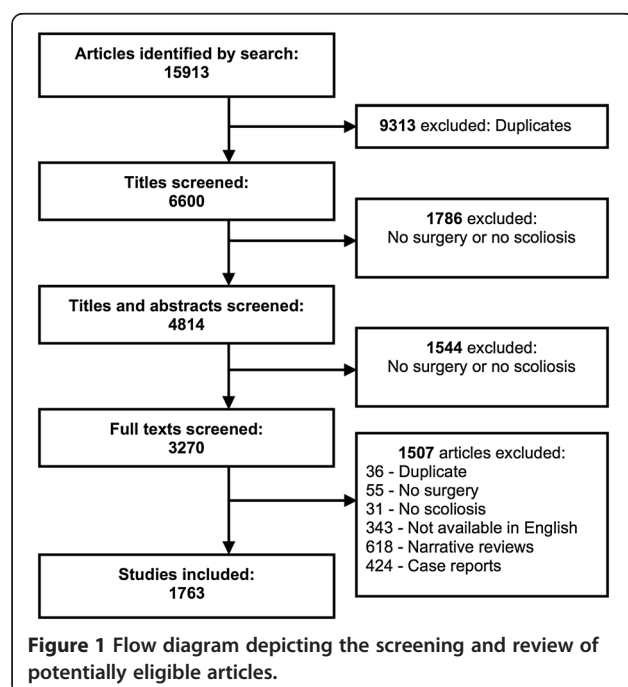 Articles identified by search:
15913
9313 excluded: Duplicates
Titles screened:
6600
1786 excluded:
No surgery or no scoliosis
Titles and abstracts screened:
4814
1544 excluded:
No surgery or no scoliosis
Full texts screened:
3270
1507 articles excluded:
36 - Duplicate
55 - No surgery
31 - No scoliosis
343 - Not available in English
618 - Narrative reviews
424 - Case reports
Studies included:
1763
Figure 1 Flow diagram depicting the screening and review of
potentially eligible articles.